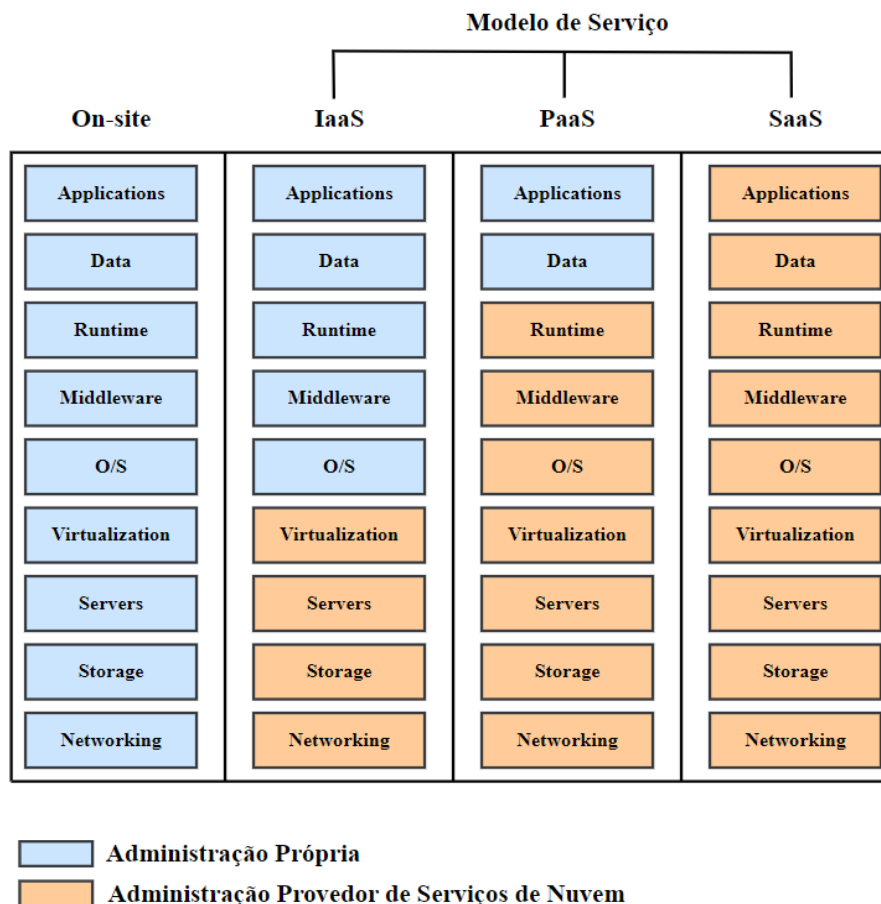 Modelo de Serviço
On-site IaaS PaaS SaaS
Applications Applications Applications Applications
Data Data Data Data
Runtime Runtime Runtime Runtime
Middleware Middleware Middleware Middleware
O/S O/S O/S O/S
Virtualization Virtualization Virtualization Virtualization
Servers Servers Servers Servers
Storage Storage Storage Storage
Networking Networking Networking Networking
Administração Própria
Administração Provedor de Serviços de Nuvem